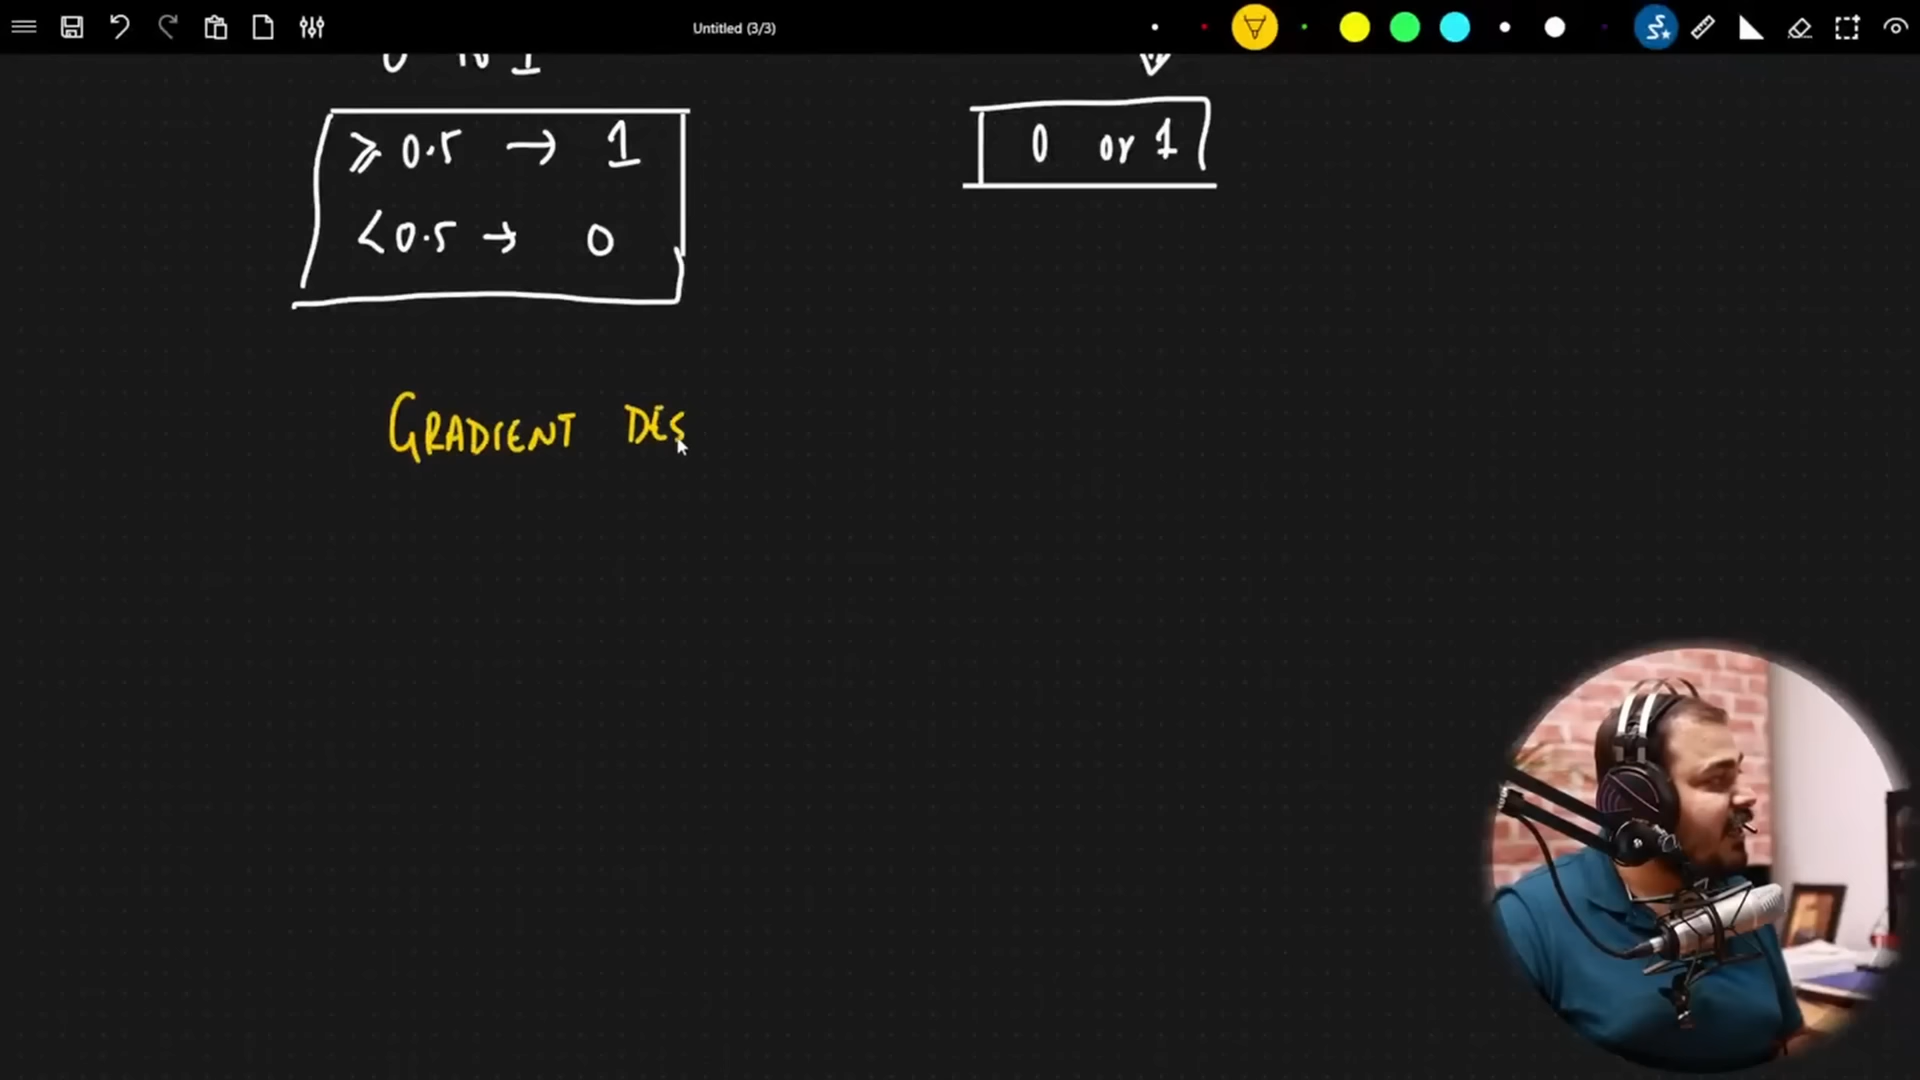 Untitled (3/3)
≥ 0.5 → 1
< 0.5 → 0
0 or 1
GRADIENT DES